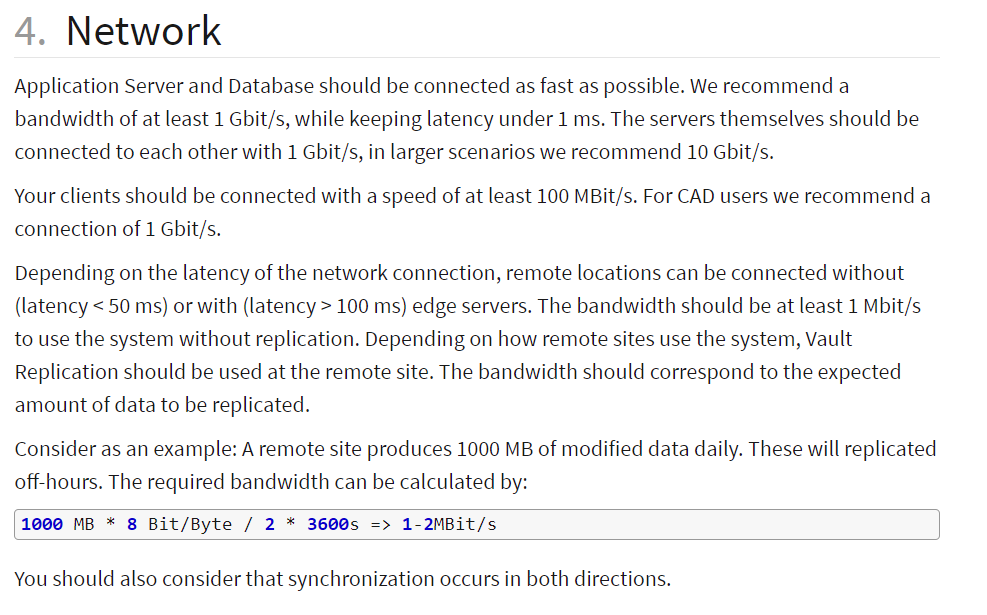 4. Network
Application Server and Database should be connected as fast as possible. We recommend a
bandwidth of at least 1 Gbit/s, while keeping latency under 1 ms. The servers themselves should be
connected to each other with 1 Gbit/s, in larger scenarios we recommend 10 Gbit/s.
Your clients should be connected with a speed of at least 100 MBit/s. For CAD users we recommend a
connection of 1 Gbit/s.
Depending on the latency of the network connection, remote locations can be connected without
(latency < 50 ms) or with (latency > 100 ms) edge servers. The bandwidth should be at least 1 Mbit/s
to use the system without replication. Depending on how remote sites use the system, Vault
Replication should be used at the remote site. The bandwidth should correspond to the expected
amount of data to be replicated.
Consider as an example: A remote site produces 1000 MB of modified data daily. These will replicated
off-hours. The required bandwidth can be calculated by:
1000 MB * 8 Bit/Byte / 2 * 3600s => 1-2MBit/s
You should also consider that synchronization occurs in both directions.